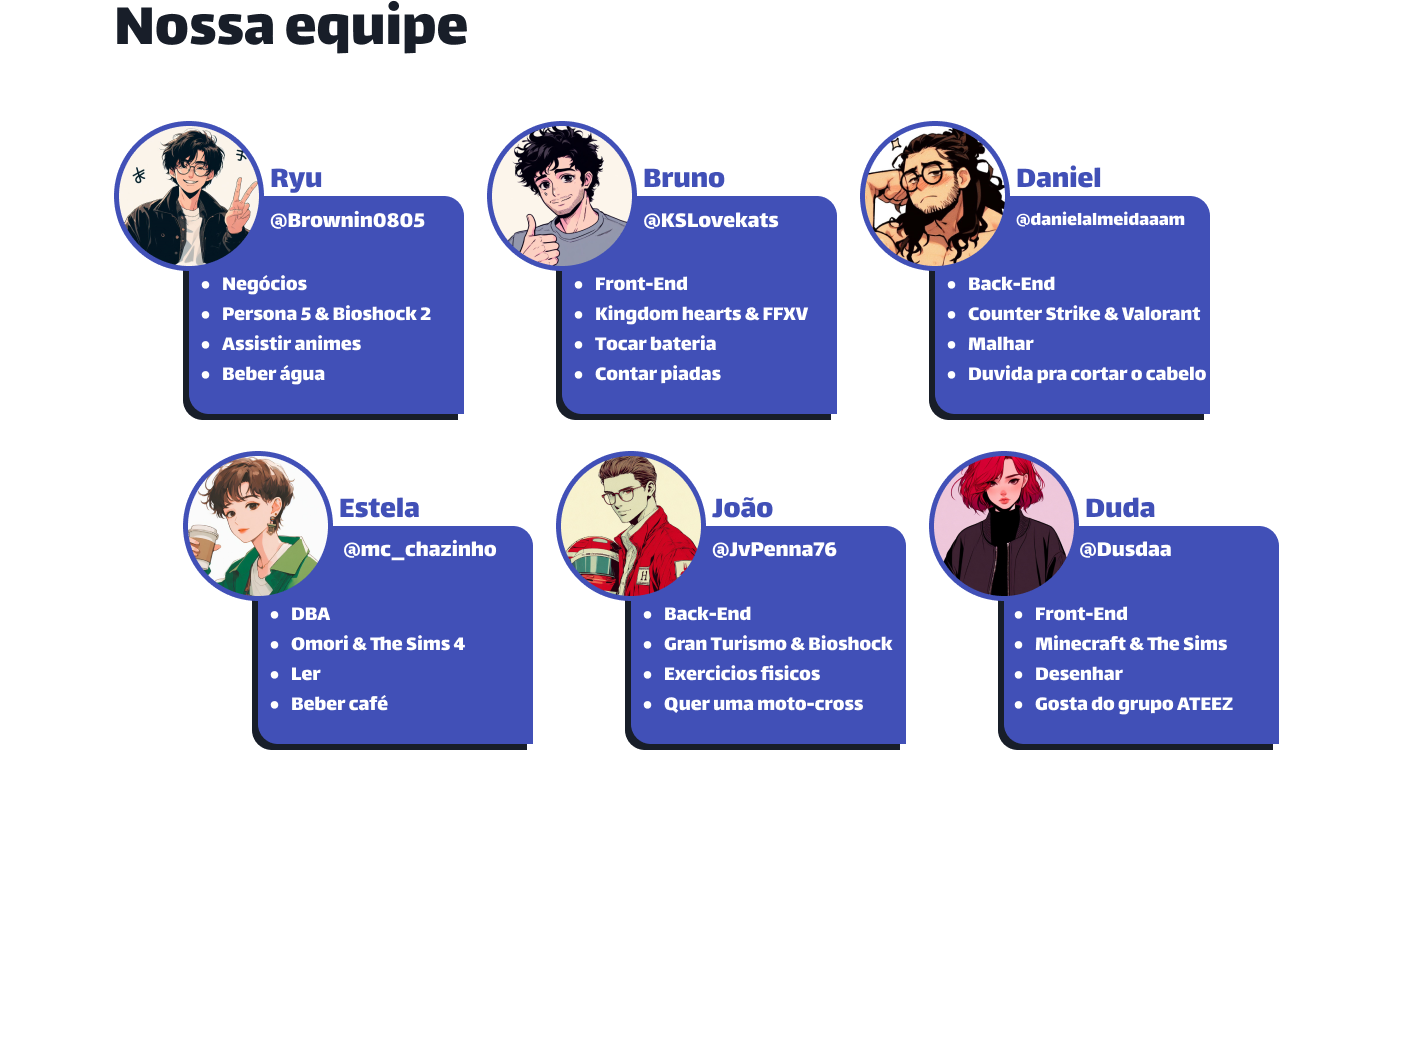 Nossa equipe
Ryu
@Brownin0805
Negócios
Persona 5 & Bioshock 2
Assistir animes
Beber água
Bruno
@KSLovekats
Front-End
Kingdom hearts & FFXV
Tocar bateria
Contar piadas
Daniel
@danielalmeidaaam
Back-End
Counter Strike & Valorant
Malhar
Duvida pra cortar o cabelo
Estela
@mc_chazinho
DBA
Omori & The Sims 4
Ler
Beber café
João
@JvPenna76
Back-End
Gran Turismo & Bioshock
Exercicios fisicos
Quer uma moto-cross
Duda
@Dusdaa
Front-End
Minecraft & The Sims
Desenhar
Gosta do grupo ATEEZ